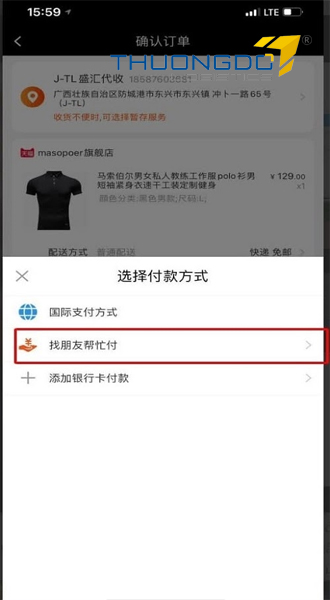 15:59
LTE
确认订单
THUONGDO
LOGISTICS
®
J-TL盛汇代收
广西壮族自治区防城港市东兴市东兴镇 冲卜一路65号
（J-TL）
收货不便时,可选择暂存服务
天猫 masopoer旗舰店
马索伯尔男女私人教练工作服polo衫男 ¥ 129.00
短袖紧身衣速干工装定制健身 x1
颜色分类:黑色男款;尺码:L;
配送方式 普通配送 快递 免邮
选择付款方式
国际支付方式
找朋友帮忙付
添加银行卡付款